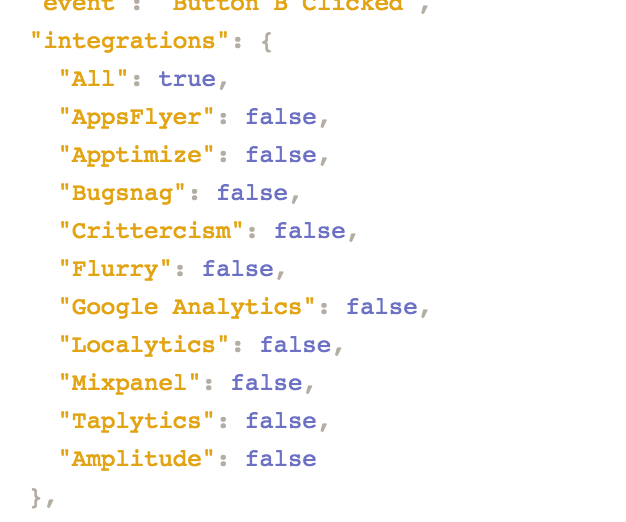 "event": "Button B Clicked",
"integrations": {
"All": true,
"AppsFlyer": false,
"Apptimize": false,
"Bugsnag": false,
"Crittercism": false,
"Flurry": false,
"Google Analytics": false,
"Localytics": false,
"Mixpanel": false,
"Taplytics": false,
"Amplitude": false
},